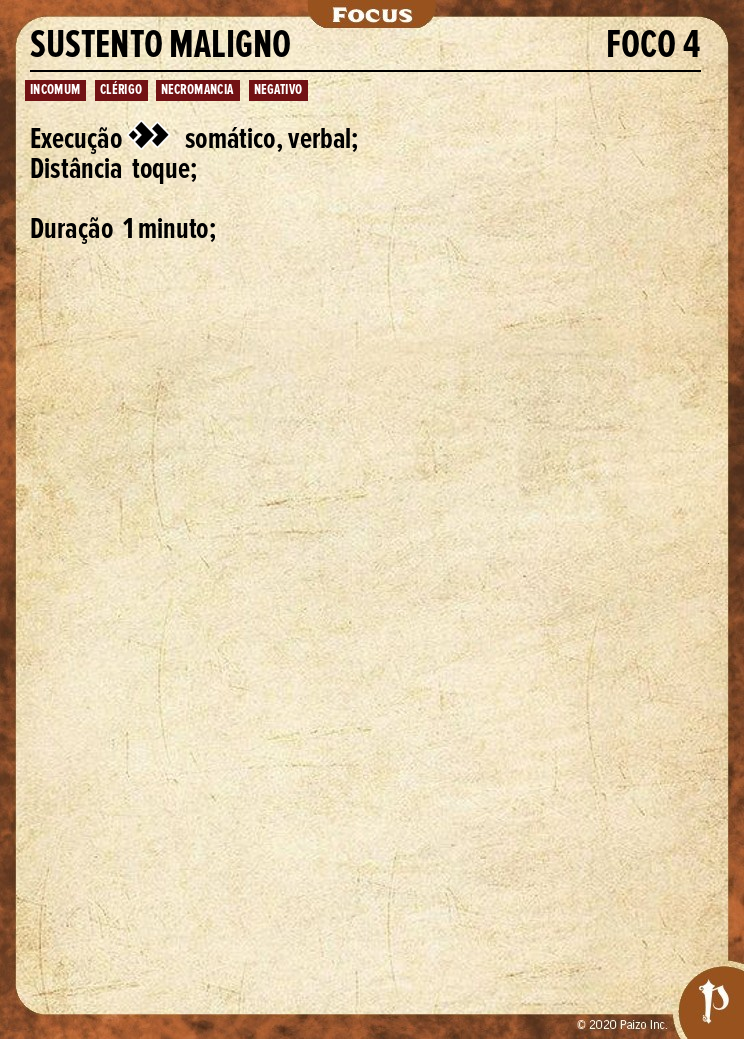 Focus
SUSTENTO MALIGNO FOCO 4
INCOMUM CLÉRIGO NECROMANCIA NEGATIVO
Execução somático, verbal;
Distância toque;
Duração 1 minuto;
© 2020 Paizo Inc.